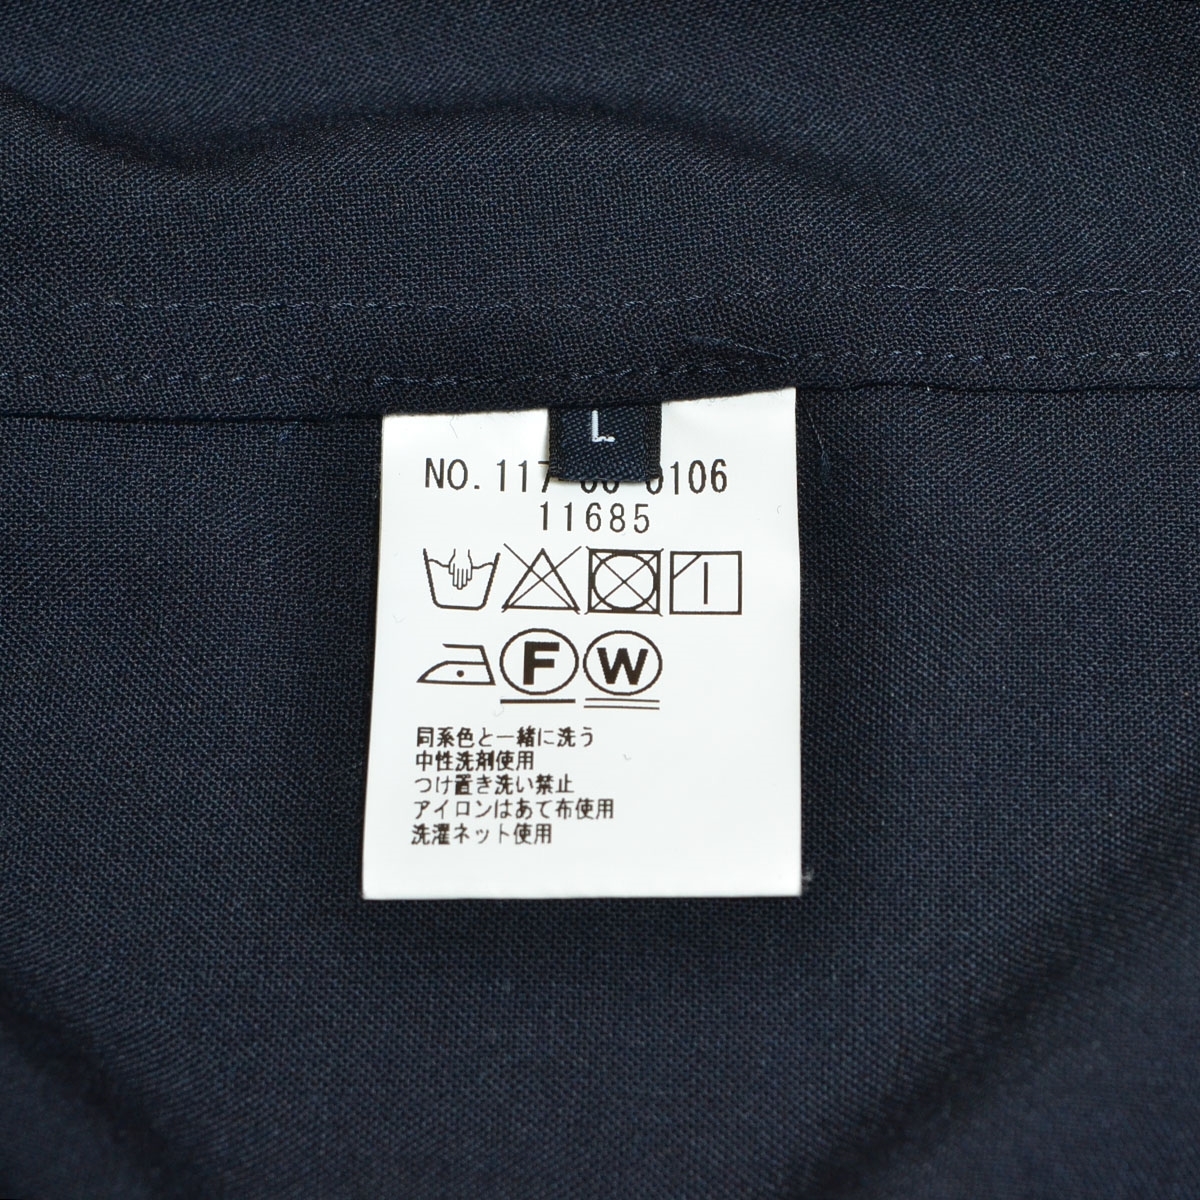 L
NO. 117 0106
11685
F W
同系色と一緒に洗う
中性洗剤使用
つけ置き洗い禁止
アイロンはあて布使用
洗濯ネット使用